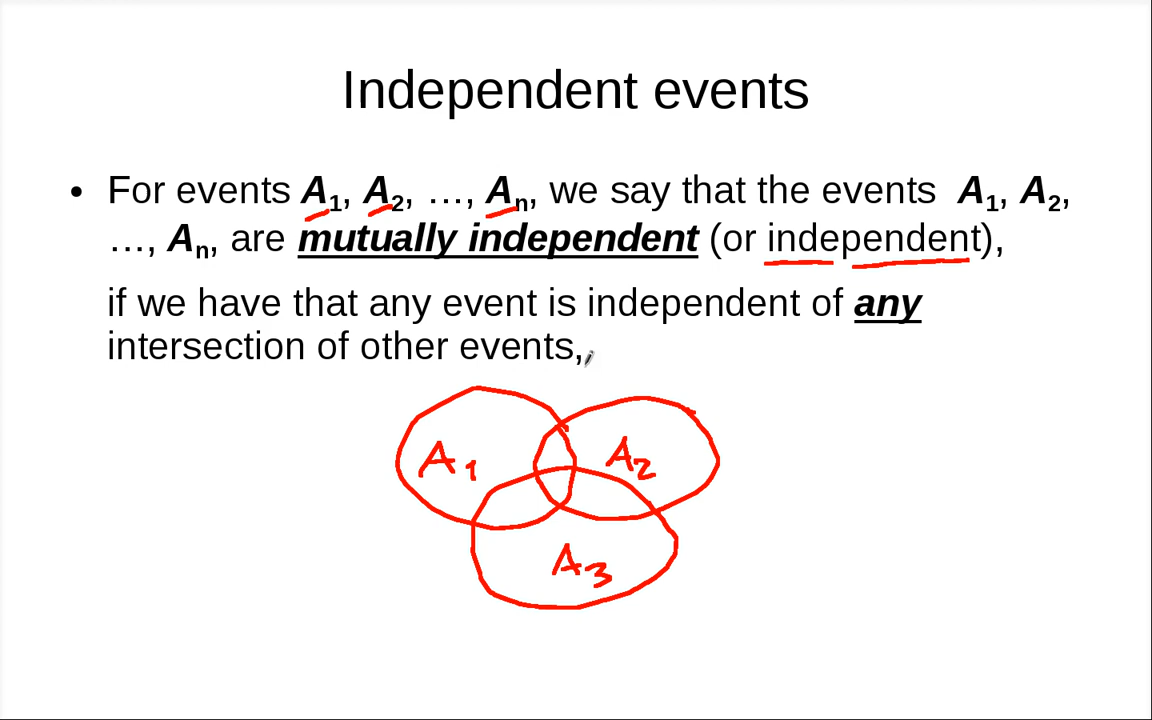 Independent events
• For events A1, A2, ..., An, we say that the events A1, A2,
..., An, are mutually independent (or independent),
if we have that any event is independent of any
intersection of other events,
A1 A2
A3